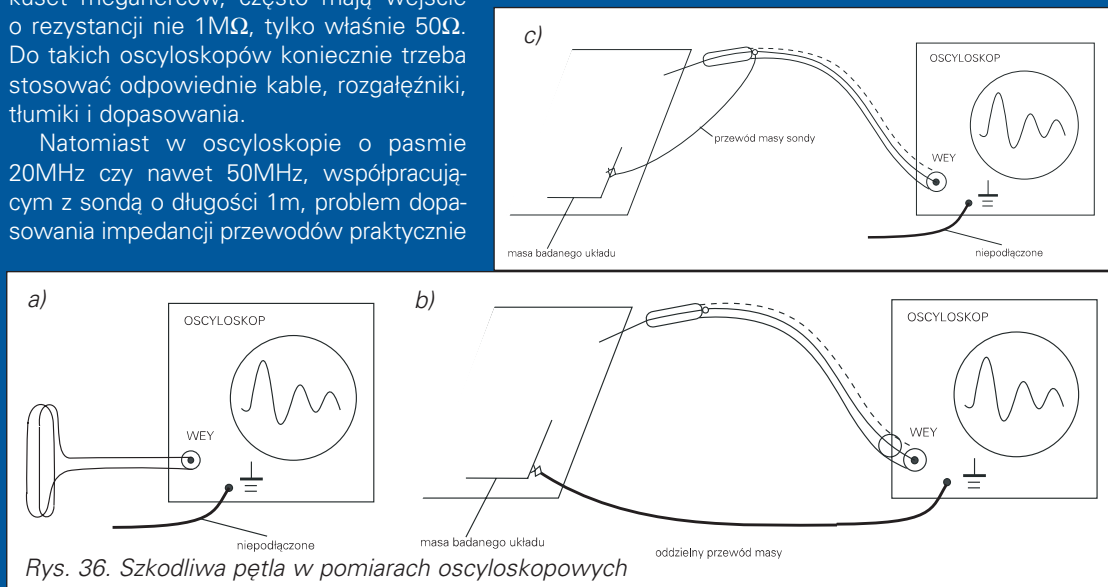 kuset megaherców, często mają wejście
o rezystancji nie 1MΩ, tylko właśnie 50Ω.
Do takich oscyloskopów koniecznie trzeba
stosować odpowiednie kable, rozgałęźniki,
tłumiki i dopasowania.
Natomiast w oscyloskopie o pasmie
20MHz czy nawet 50MHz, współpracują-
cym z sondą o długości 1m, problem dopa-
sowania impedancji przewodów praktycznie
c)
OSCYLOSKOP
przewód masy sondy
WEY
masa badanego układu
niepodłączone
a)
OSCYLOSKOP
WEY
niepodłączone
b)
OSCYLOSKOP
WEY
masa badanego układu
oddzielny przewód masy
Rys. 36. Szkodliwa pętla w pomiarach oscyloskopowych